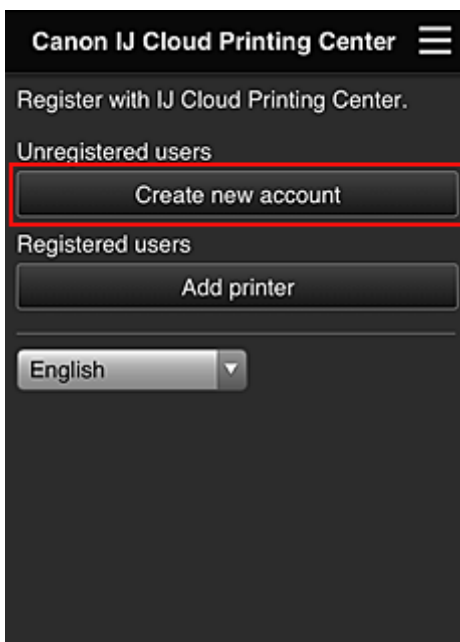 Canon IJ Cloud Printing Center
Register with IJ Cloud Printing Center.
Unregistered users
Create new account
Registered users
Add printer
English